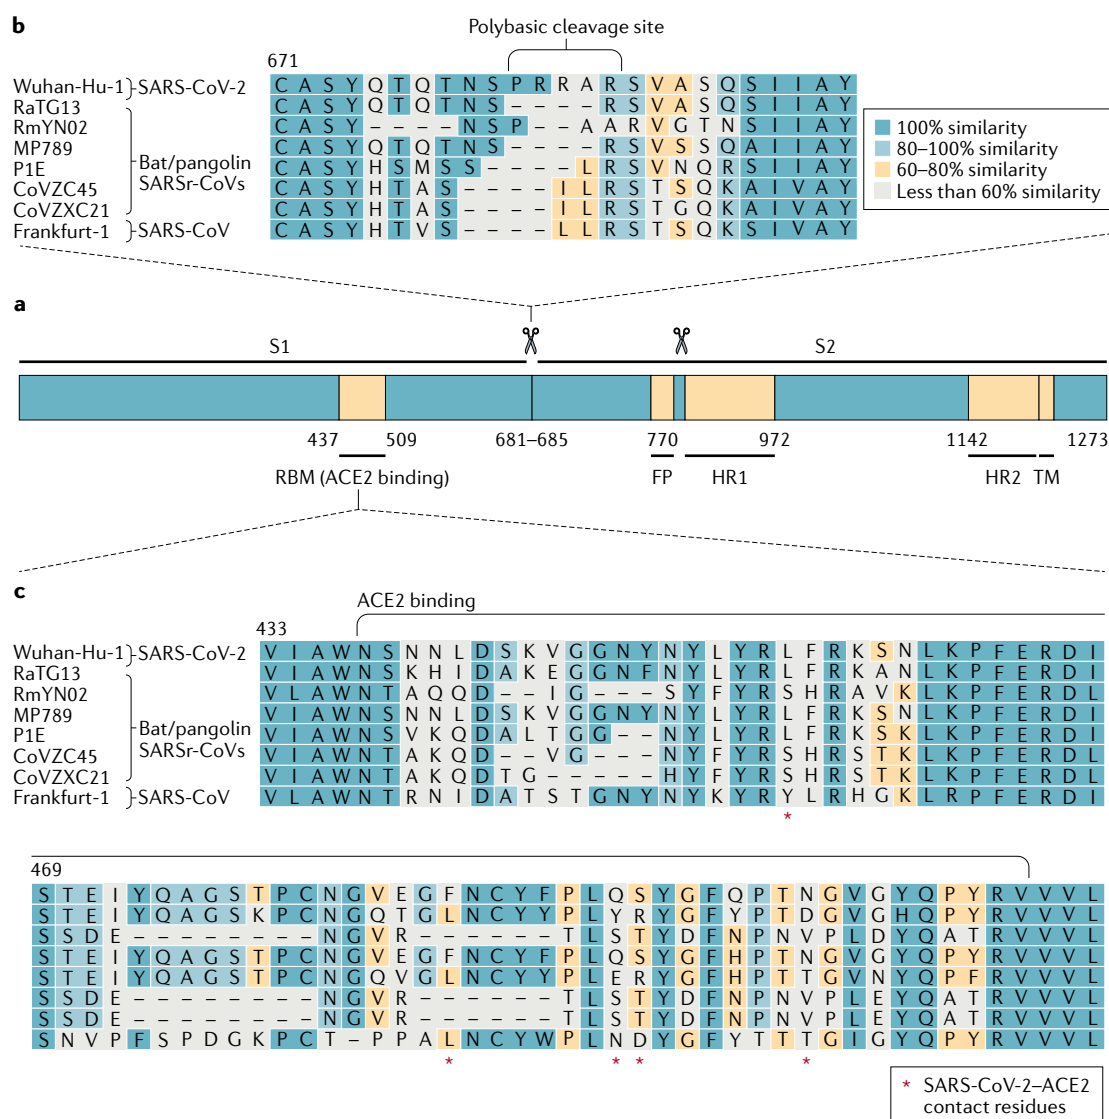 b
Polybasic cleavage site
671
Wuhan-Hu-1 SARS-CoV-2 C A S Y Q T Q T N S P R R A R S V A S Q S I I A Y
RaTG13 C A S Y Q T Q T N S – – – – R S V A S Q S I I A Y
RmYN02 C A S Y – – – – N S P – – A A R V G T N S I I A Y
MP789 C A S Y Q T Q T N S – – – – R S V S S Q A I I A Y
P1E C A S Y H S M S S – – – – L R S V N Q R S I I A Y
CoVZC45 C A S Y H T A S – – – – I L R S T S Q K A I V A Y
CoVZXC21 C A S Y H T A S – – – – I L R S T G Q K A I V A Y
Frankfurt-1 SARS-CoV C A S Y H T V S – – – – L L R S T S Q K S I V A Y
Bat/pangolin
SARSr-CoVs
100% similarity
80–100% similarity
60–80% similarity
Less than 60% similarity
a
S1 S2
437 509 681–685 770 972 1142 1273
RBM (ACE2 binding) FP HR1 HR2 TM
c
ACE2 binding
433
Wuhan-Hu-1 SARS-CoV-2 V I A W N S N N L D S K V G G N Y N Y L Y R L F R K S N L K P F E R D I
RaTG13 V I A W N S K H I D A K E G G N F N Y L Y R L F R K A N L K P F E R D I
RmYN02 V L A W N T A Q Q D – – I G – – – S Y F Y R S H R A V K L K P F E R D L
MP789 V I A W N S N N L D S K V G G N Y N Y L Y R L F R K S N L K P F E R D I
P1E V I A W N S V K Q D A L T G G – – N Y L Y R L F R K S K L K P F E R D I
CoVZC45 V I A W N T A K Q D – – V G – – – N Y F Y R S H R S T K L K P F E R D L
CoVZXC21 V I A W N T A K Q D T G – – – – – H Y F Y R S H R S T K L K P F E R D L
Frankfurt-1 SARS-CoV V L A W N T R N I D A T S T G N Y N Y K Y R Y L R H G K L R P F E R D I
Bat/pangolin
SARSr-CoVs
*
469
S T E I Y Q A G S T P C N G V E G F N C Y F P L Q S Y G F Q P T N G V G Y Q P Y R V V V L
S T E I Y Q A G S K P C N G Q T G L N C Y Y P L Y R Y G F Y P T D G V G H Q P Y R V V V L
S S D E – – – – – – – – N G V R – – – – – – T L S T Y D F N P N V P L D Y Q A T R V V V L
S T E I Y Q A G S T P C N G V E G F N C Y F P L Q S Y G F H P T N G V G Y Q P Y R V V V L
S T E I Y Q A G S T P C N G Q V G L N C Y Y P L E R Y G F H P T T G V N Y Q P F R V V V L
S S D E – – – – – – – – N G V R – – – – – – T L S T Y D F N P N V P L E Y Q A T R V V V L
S S D E – – – – – – – – N G V R – – – – – – T L S T Y D F N P N V P L E Y Q A T R V V V L
S N V P F S P D G K P C T – P P A L N C Y W P L N D Y G F Y T T T G I G Y Q P Y R V V V L
* * * *
* SARS-CoV-2–ACE2
contact residues